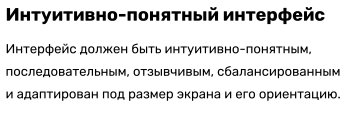 Интуитивно-понятный интерфейс
Интерфейс должен быть интуитивно-понятным,
последовательным, отзывчивым, сбалансированным
и адаптирован под размер экрана и его ориентацию.